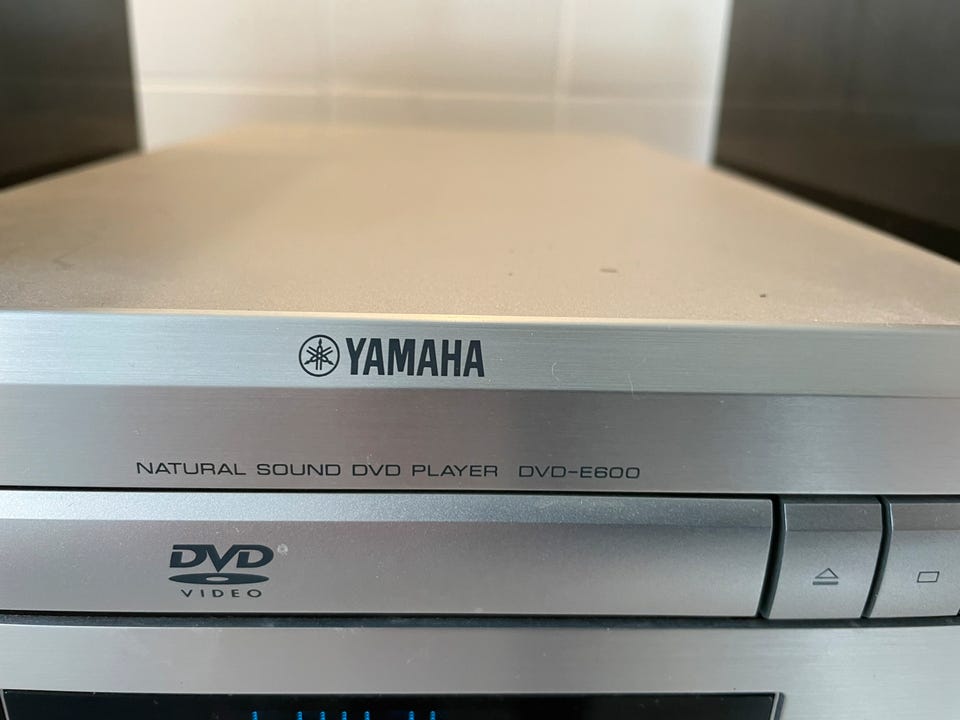 YAMAHA
NATURAL SOUND DVD PLAYER DVD-E600
DVD
VIDEO